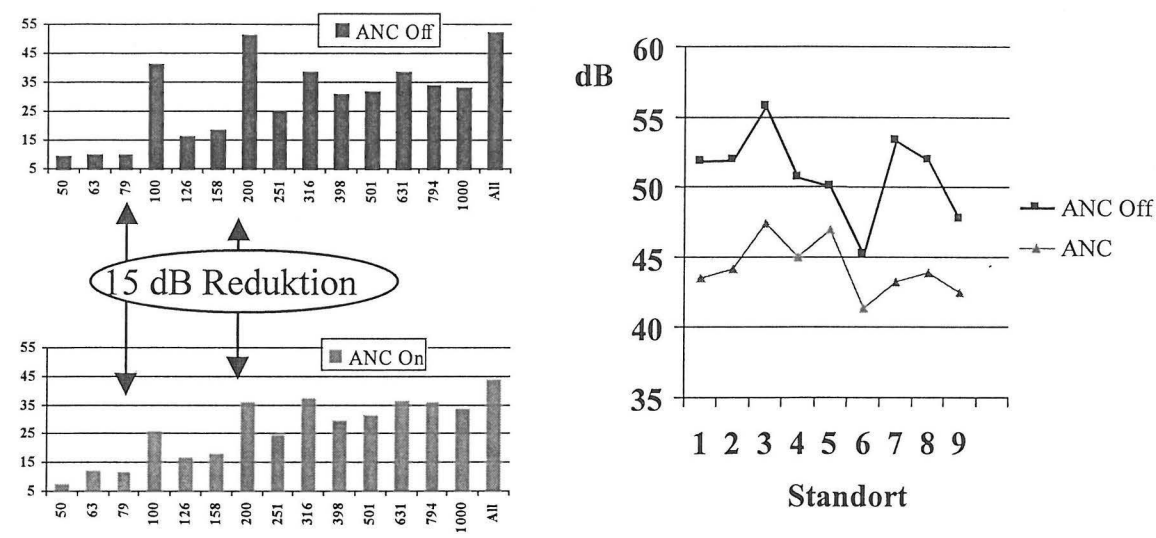 55
45
35
25
15
5
ANC Off
50 63 79 100 126 158 200 251 316 398 501 631 794 1000 All
15 dB Reduktion
55
45
35
25
15
5
ANC On
50 63 79 100 126 158 200 251 316 398 501 631 794 1000 All
dB
60
55
50
45
40
35
1 2 3 4 5 6 7 8 9
Standort
ANC Off
ANC